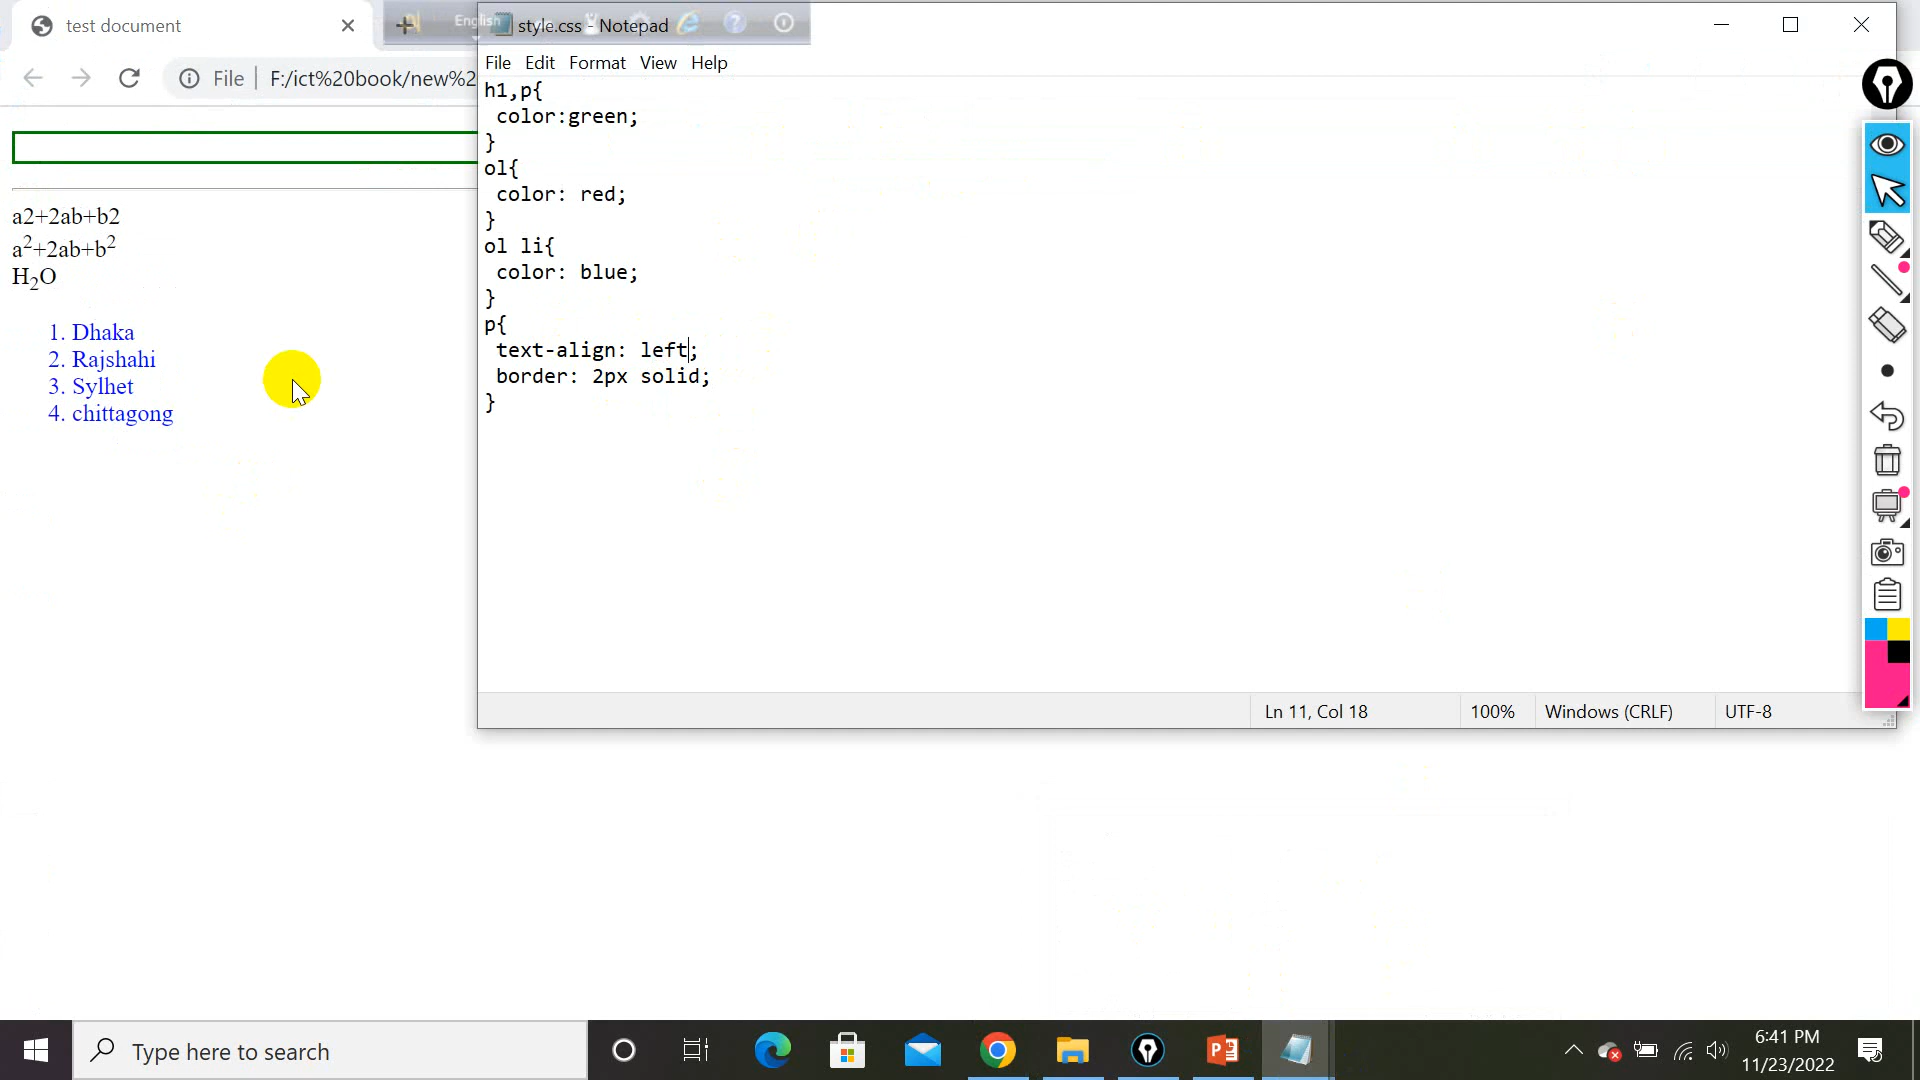 test document
English
style.css - Notepad
File F:/ict%20book/new%2
File Edit Format View Help
h1,p{
color:green;
}
ol{
color: red;
}
ol li{
color: blue;
}
p{
text-align: left;
border: 2px solid;
}
a2+2ab+b2
a²+2ab+b²
H₂O
1. Dhaka
2. Rajshahi
3. Sylhet
4. chittagong
Ln 11, Col 18 100% Windows (CRLF) UTF-8
Type here to search
6:41 PM
11/23/2022